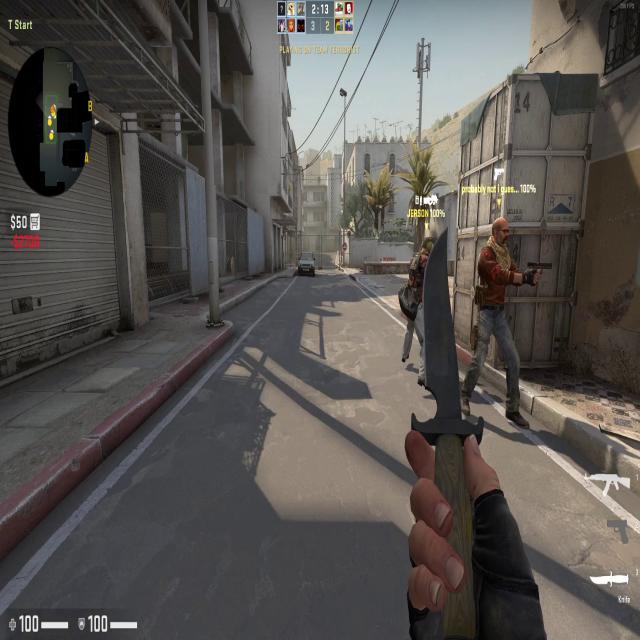 T Start
2:13
3 2
PLAYING ON TEAM TERRORIST
B
A
$50
14
probably not i gues... 100%
JERSON 100%
Knife
100
100